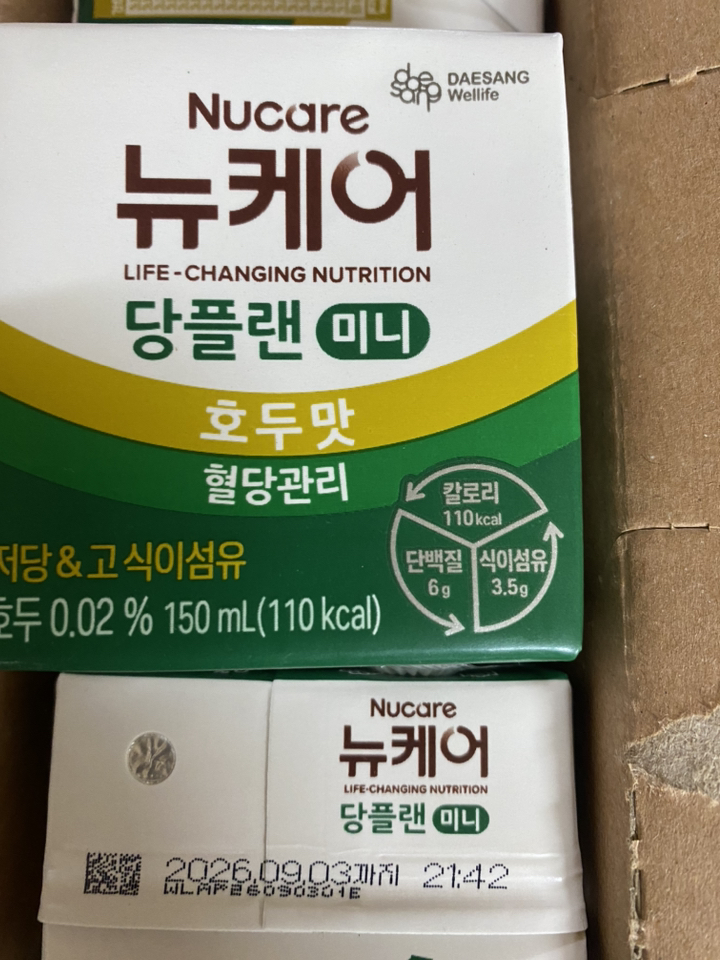 DAESANG
Wellife
Nucare
뉴케어
LIFE-CHANGING NUTRITION
당플랜 미니
호두맛
혈당관리
저당&고식이섬유
호두 0.02 % 150 mL(110 kcal)
칼로리
110kcal
단백질
6g
식이섬유
3.5g
Nucare
뉴케어
LIFE-CHANGING NUTRITION
당플랜 미니
2026.09.03까지 21:42